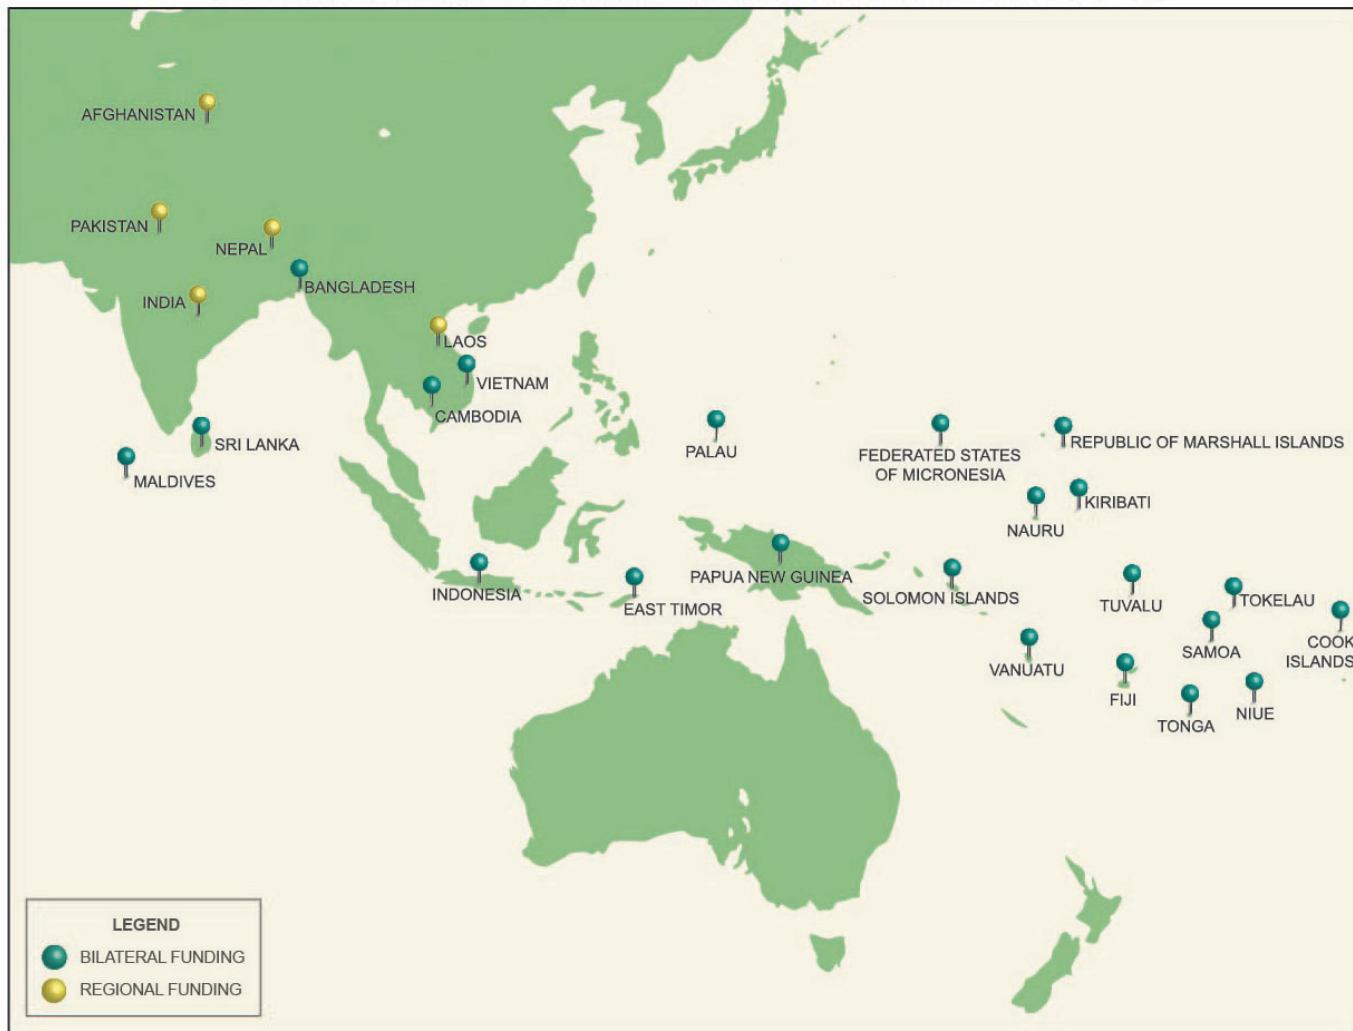 AFGHANISTAN
PAKISTAN
NEPAL
BANGLADESH
INDIA
LAOS
VIETNAM
CAMBODIA
SRI LANKA
MALDIVES
PALAU
FEDERATED STATES
OF MICRONESIA
REPUBLIC OF MARSHALL ISLANDS
KIRIBATI
NAURU
INDONESIA
EAST TIMOR
PAPUA NEW GUINEA
SOLOMON ISLANDS
TUVALU
TOKELAU
COOK
ISLANDS
SAMOA
VANUATU
FIJI
TONGA
NIUE
LEGEND
BILATERAL FUNDING
REGIONAL FUNDING